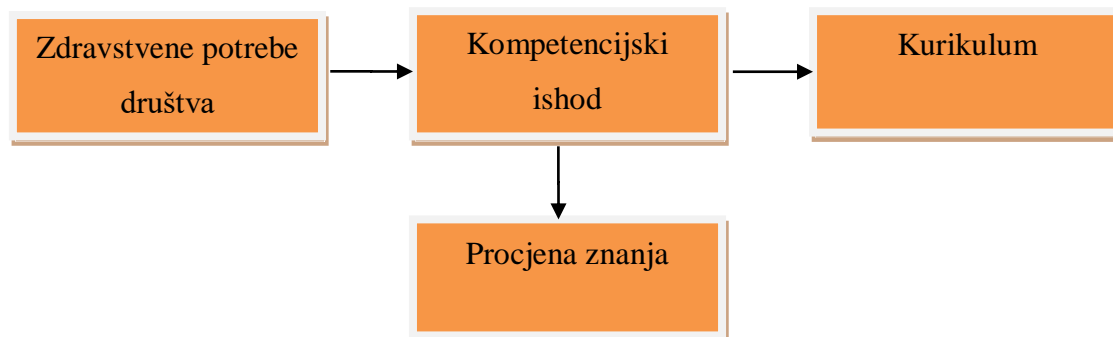 Zdravstvene potrebe
društva
Kompetencijski
ishod
Kurikulum
Procjena znanja